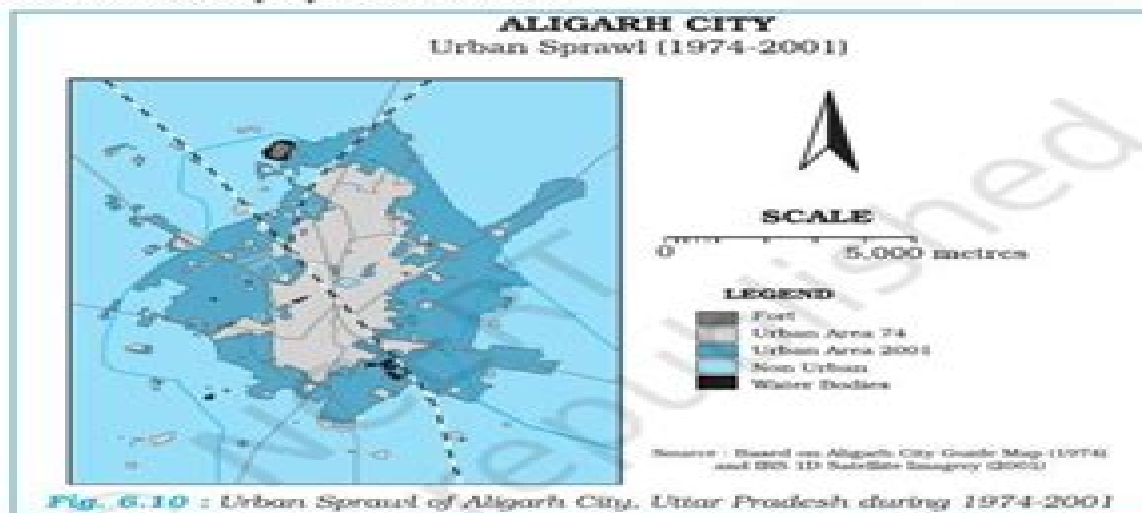 ALIGARH CITY
Urban Sprawl (1974-2001)
SCALE
0 5,000 metres
LEGEND
Fort
Urban Area 74
Urban Area 2001
Non Urban
Water Bodies
Source : Based on Aligarh City Guide Map (1974)
and IRS 1D Satellite Imagery (2001)
Fig. 6.10 : Urban Sprawl of Aligarh City, Uttar Pradesh during 1974-2001